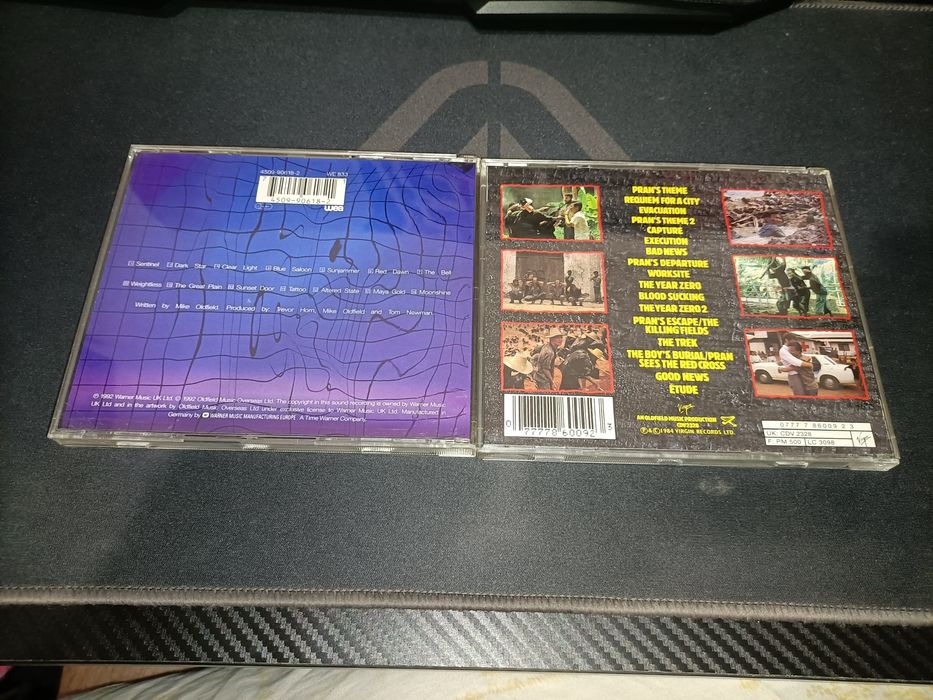 4509-90618-2 WE 833
4509-90618-2
wea
1 Sentinel 2 Dark Star 3 Clear Light 4 Blue Saloon 5 Sunjammer 6 Red Dawn 7 The Bell
8 Weightless 9 The Great Plain 10 Sunset Door 11 Tattoo 12 Altered State 13 Maya Gold 14 Moonshine
Written by Mike Oldfield. Produced by: Trevor Horn, Mike Oldfield and Tom Newman.
℗ 1992 Warner Music UK Ltd. © 1992 Oldfield Music Overseas Ltd. The copyright in this sound recording is owned by Warner Music
UK Ltd and in the artwork by Oldfield Music Overseas Ltd under exclusive license to Warner Music UK Ltd. Manufactured in
Germany by WARNER MUSIC MANUFACTURING EUROPE. A Time Warner Company.
PRAN'S THEME
REQUIEM FOR A CITY
EVACUATION
PRAN'S THEME 2
CAPTURE
EXECUTION
BAD NEWS
PRAN'S DEPARTURE
WORKSITE
THE YEAR ZERO
BLOOD SUCKING
THE YEAR ZERO 2
PRAN'S ESCAPE/THE
KILLING FIELDS
THE TREK
THE BOY'S BURIAL/PRAN
SEES THE RED CROSS
GOOD NEWS
ÉTUDE
Virgin
AN OLDFIELD MUSIC PRODUCTION
CDV2328
℗ & © 1984 VIRGIN RECORDS LTD.
0 77778 60092
0777 7 86009 2 3
UK: CDV 2328
F: PM 500 LC 3098
Virgin